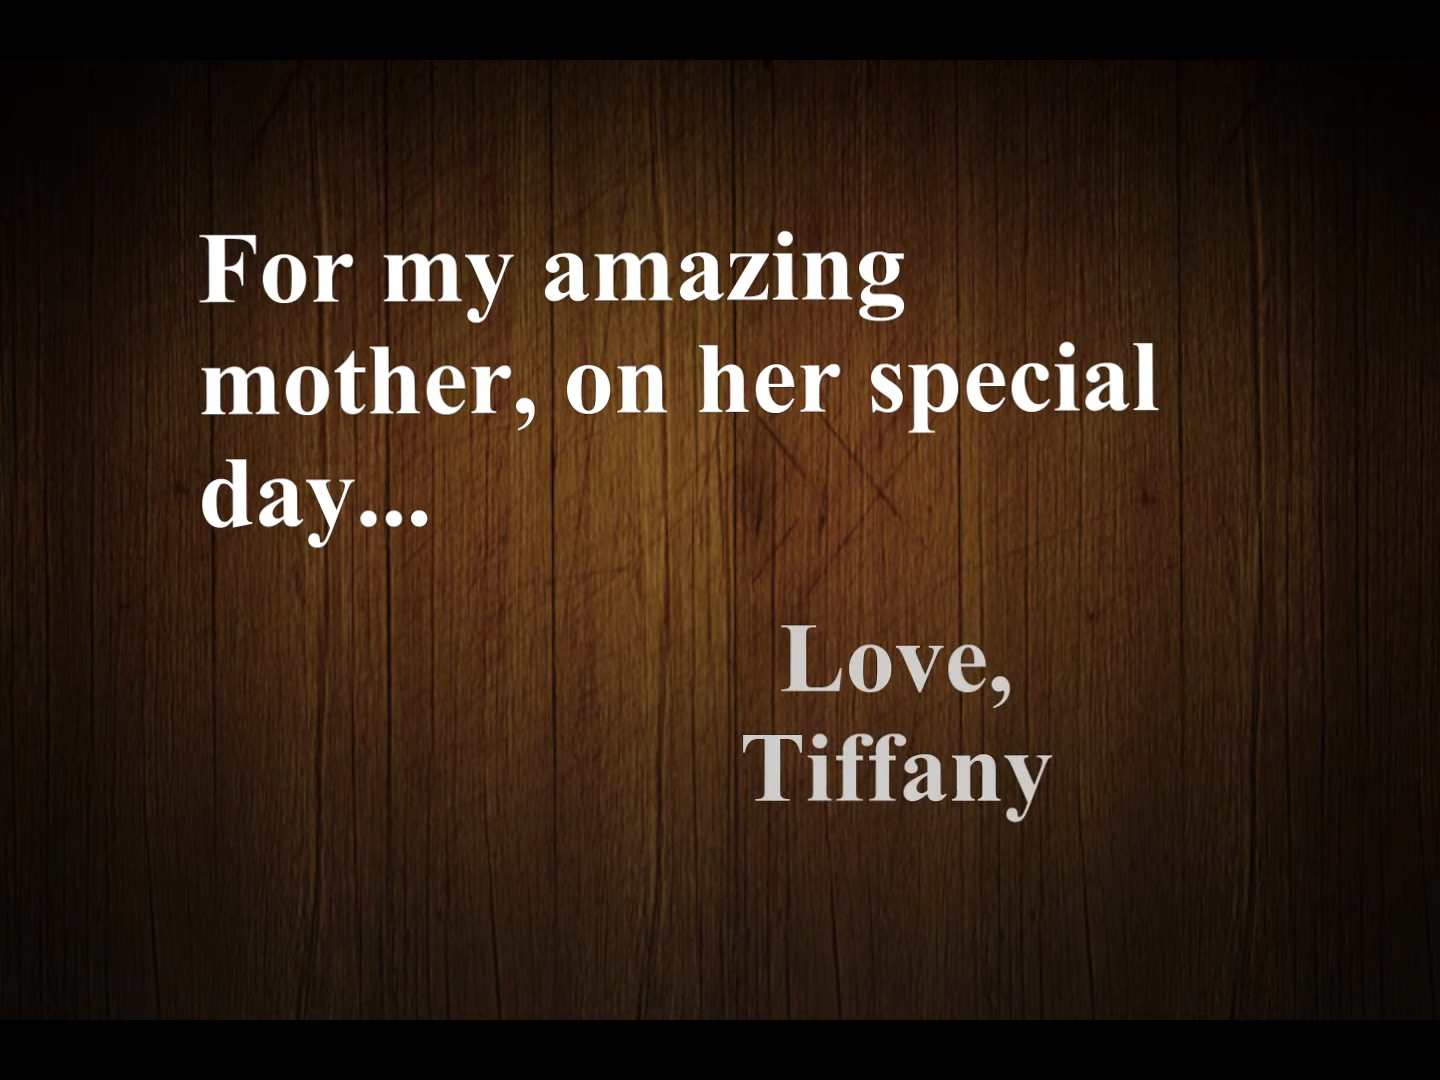 For my amazing
mother, on her special
day...
Love,
Tiffany